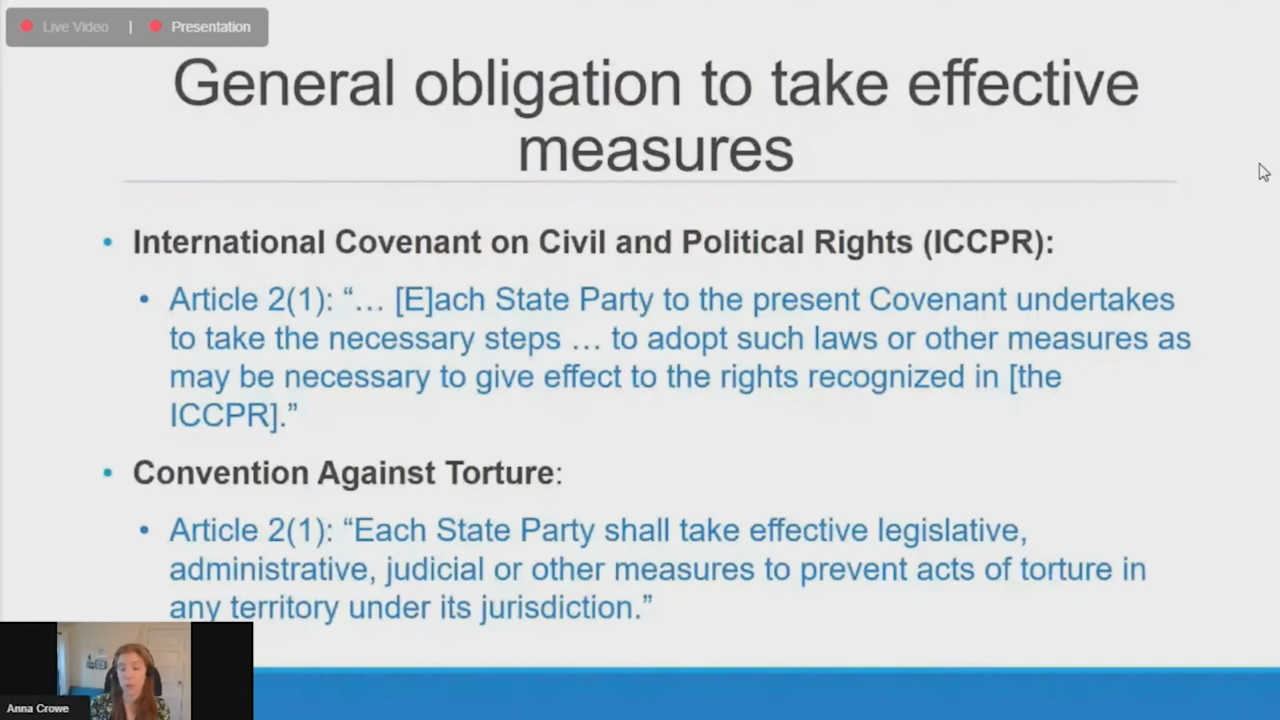 Live Video | Presentation
General obligation to take effective
measures
• International Covenant on Civil and Political Rights (ICCPR):
• Article 2(1): “… [E]ach State Party to the present Covenant undertakes
to take the necessary steps … to adopt such laws or other measures as
may be necessary to give effect to the rights recognized in [the
ICCPR].”
• Convention Against Torture:
• Article 2(1): “Each State Party shall take effective legislative,
administrative, judicial or other measures to prevent acts of torture in
any territory under its jurisdiction.”
Anna Crowe